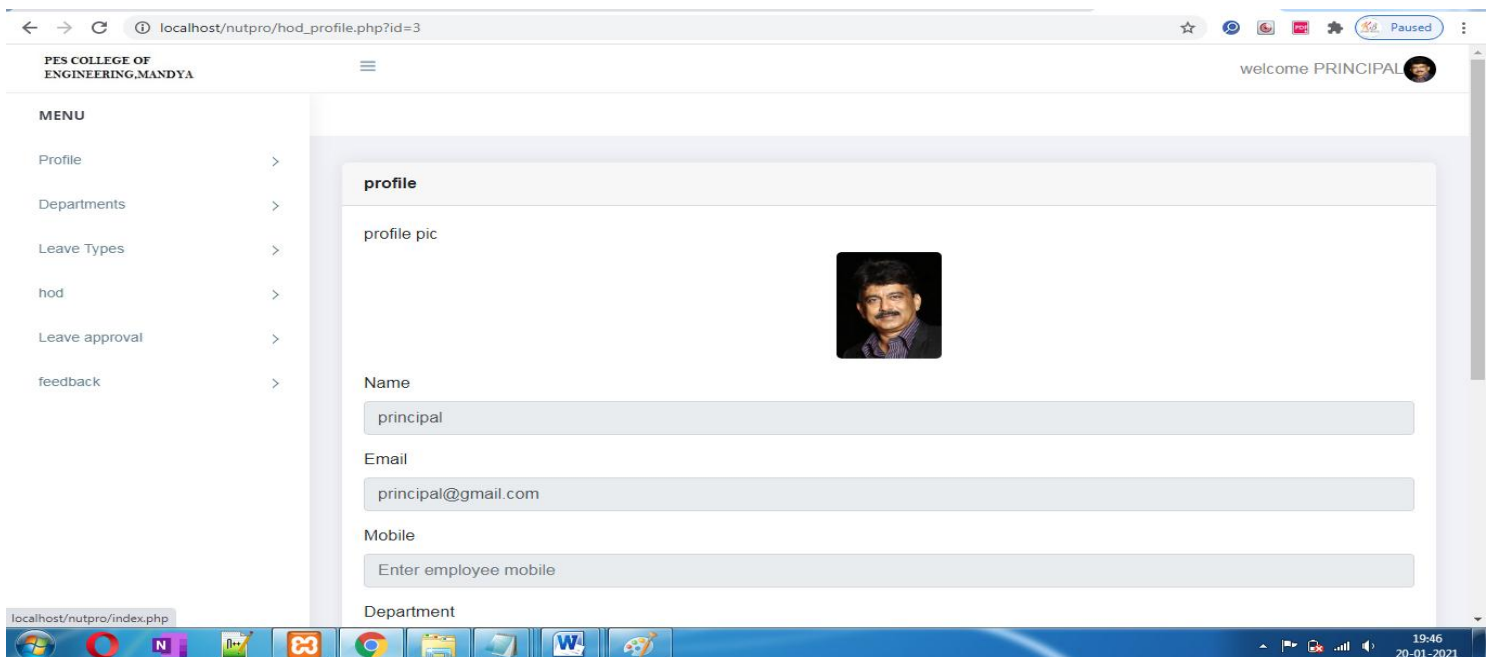 localhost/nutpro/hod_profile.php?id=3
Paused
PES COLLEGE OF
ENGINEERING,MANDYA
welcome PRINCIPAL
MENU
Profile
Departments
Leave Types
hod
Leave approval
feedback
profile
profile pic
Name
principal
Email
principal@gmail.com
Mobile
Enter employee mobile
Department
localhost/nutpro/index.php
19:46
20-01-2021